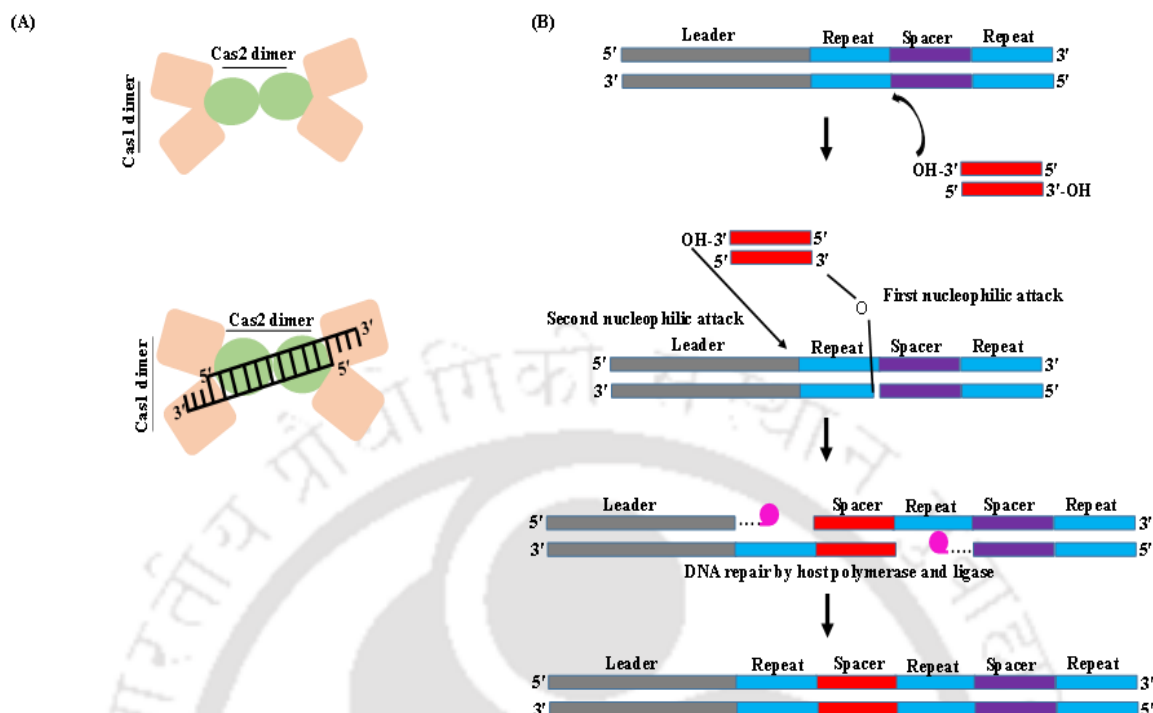 (A)
Cas2 dimer
Cas1 dimer
Cas2 dimer
Cas1 dimer
3′
5′
5′
3′
(B)
Leader Repeat Spacer Repeat
5′ 3′
3′ 5′
OH-3′ 5′
5′ 3′-OH
OH-3′ 5′
5′ 3′
O
First nucleophilic attack
Second nucleophilic attack
Leader Repeat Spacer Repeat
5′ 3′
3′ 5′
Leader Spacer Repeat Spacer Repeat
5′ 3′
3′ 5′
DNA repair by host polymerase and ligase
Leader Repeat Spacer Repeat Spacer Repeat
5′ 3′
3′ 5′
भारतीय प्रौद्योगिकी संस्थान